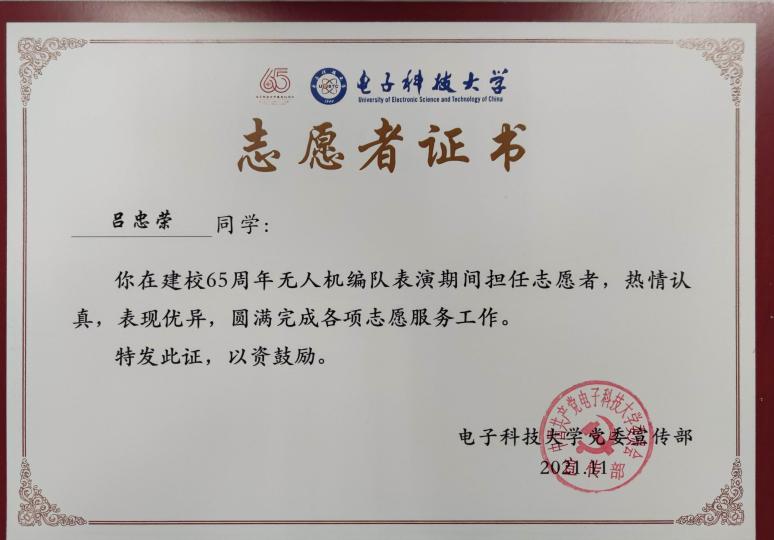 65
UESTC
电子科技大学
University of Electronic Science and Technology of China
志愿者证书
吕忠荣 同学:
你在建校65周年无人机编队表演期间担任志愿者，热情认
真，表现优异，圆满完成各项志愿服务工作。
特发此证，以资鼓励。
电子科技大学党委宣传部
2021.11
中国共产党电子科技大学委员会
宣传部